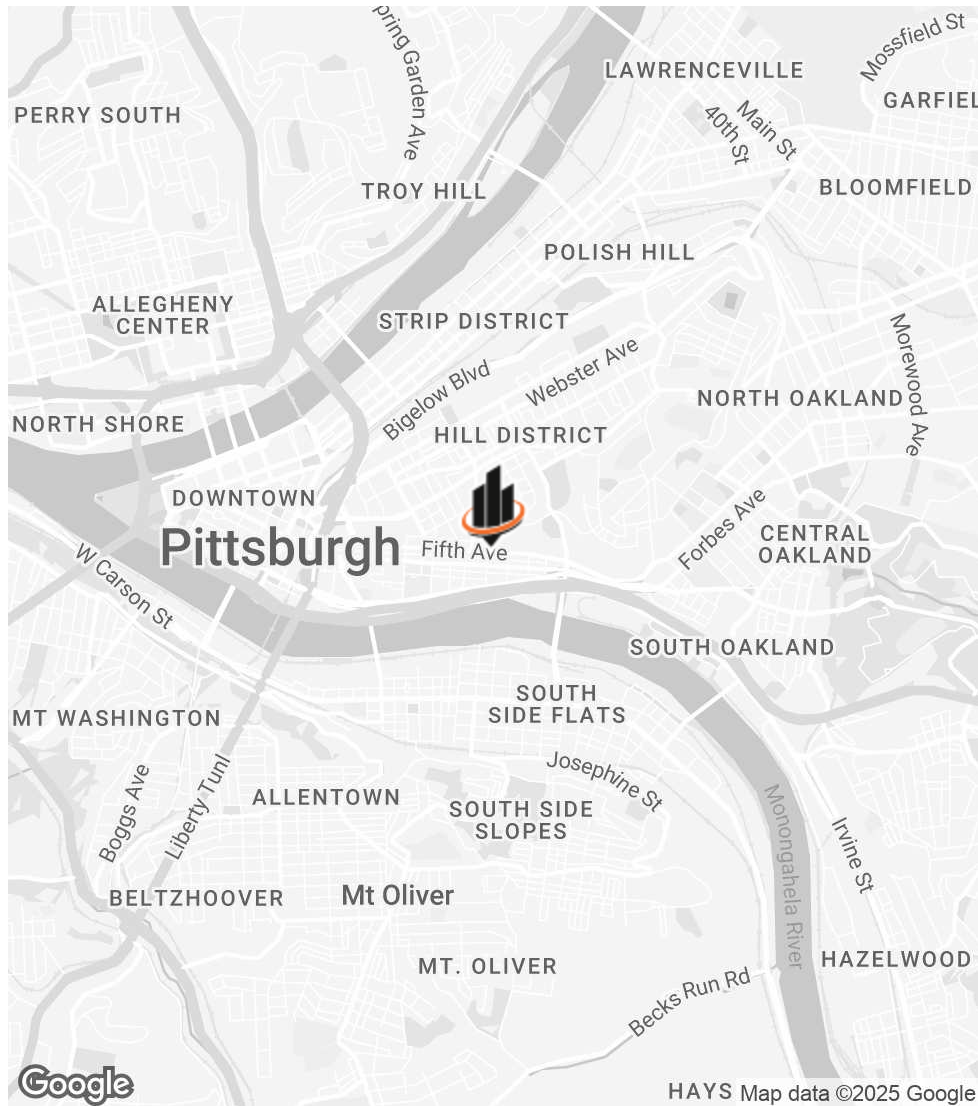 pring Garden Ave
Mossfield St
LAWRENCEVILLE
GARFIEL
PERRY SOUTH
40th St
Main St
TROY HILL
BLOOMFIELD
POLISH HILL
ALLEGHENY
CENTER
STRIP DISTRICT
Bigelow Blvd
Webster Ave
Morewood Ave
NORTH OAKLAND
NORTH SHORE
HILL DISTRICT
DOWNTOWN
Pittsburgh
Fifth Ave
Forbes Ave
CENTRAL
OAKLAND
W Carson St
SOUTH OAKLAND
SOUTH
SIDE FLATS
MT WASHINGTON
Josephine St
Boggs Ave
Liberty Tunl
ALLENTOWN
SOUTH SIDE
SLOPES
Monongahela River
Irvine St
BELTZHOOVER
Mt Oliver
MT. OLIVER
HAZELWOOD
Becks Run Rd
Google
HAYS
Map data ©2025 Google